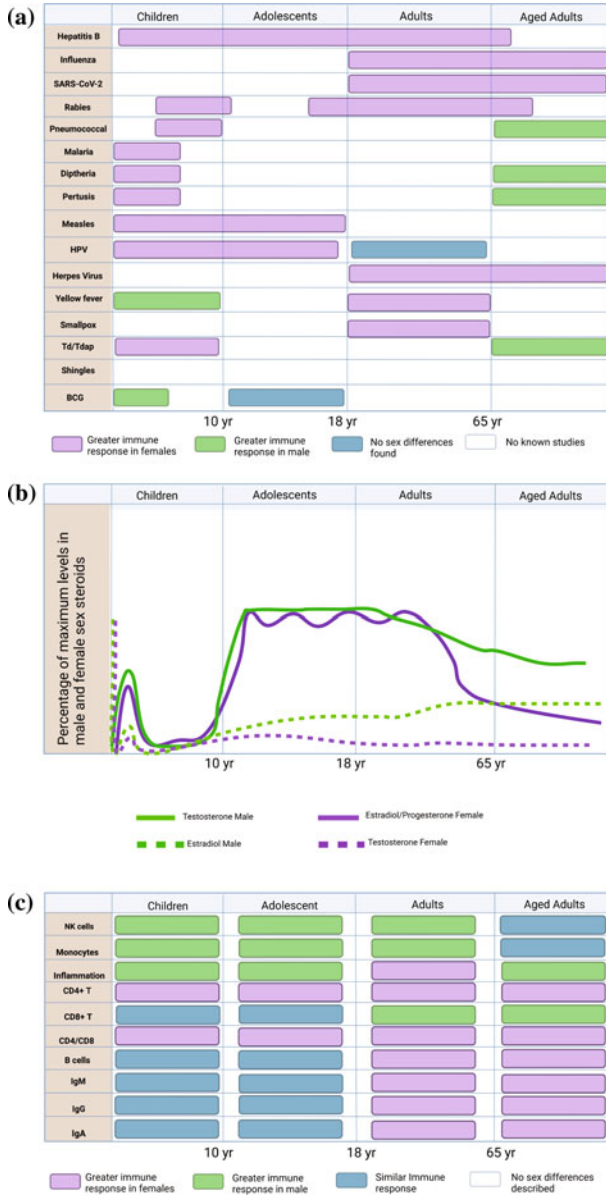 (a)
Children Adolescents Adults Aged Adults
Hepatitis B
Influenza
SARS-CoV-2
Rabies
Pneumococcal
Malaria
Diptheria
Pertusis
Measles
HPV
Herpes Virus
Yellow fever
Smallpox
Td/Tdap
Shingles
BCG
10 yr 18 yr 65 yr
Greater immune
response in females
Greater immune
response in male
No sex differences
found
No known studies
(b)
Children Adolescents Adults Aged Adults
Percentage of maximum levels in
male and female sex steroids
10 yr 18 yr 65 yr
Testosterone Male
Estradiol/Progesterone Female
Estradiol Male
Testosterone Female
(c)
Children Adolescent Adults Aged Adults
NK cells
Monocytes
Inflammation
CD4+ T
CD8+ T
CD4/CD8
B cells
IgM
IgG
IgA
10 yr 18 yr 65 yr
Greater immune
response in females
Greater immune
response in male
Similar Immune
response
No sex differences
described